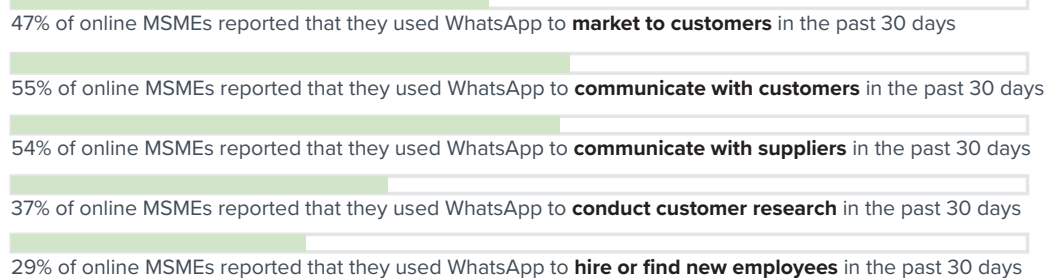 47% of online MSMEs reported that they used WhatsApp to market to customers in the past 30 days
55% of online MSMEs reported that they used WhatsApp to communicate with customers in the past 30 days
54% of online MSMEs reported that they used WhatsApp to communicate with suppliers in the past 30 days
37% of online MSMEs reported that they used WhatsApp to conduct customer research in the past 30 days
29% of online MSMEs reported that they used WhatsApp to hire or find new employees in the past 30 days